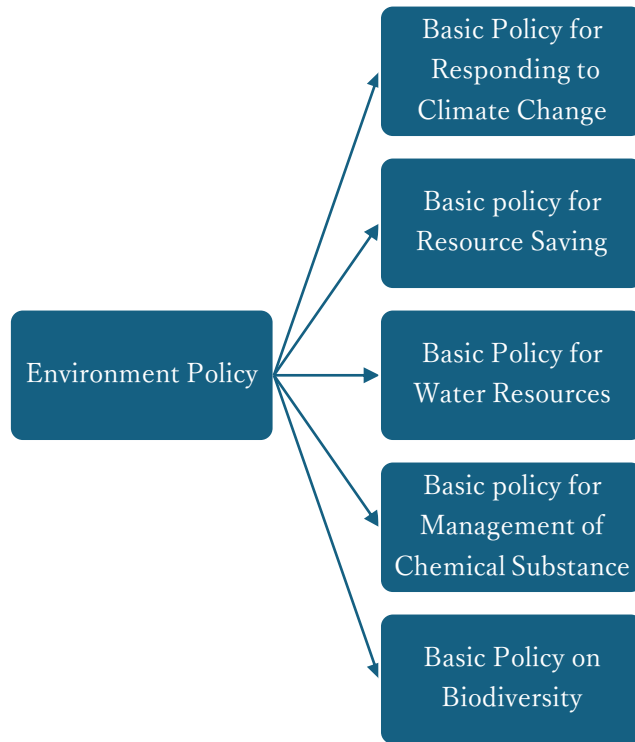 Basic Policy for
Responding to
Climate Change
Basic policy for
Resource Saving
Environment Policy
Basic Policy for
Water Resources
Basic policy for
Management of
Chemical Substance
Basic Policy on
Biodiversity